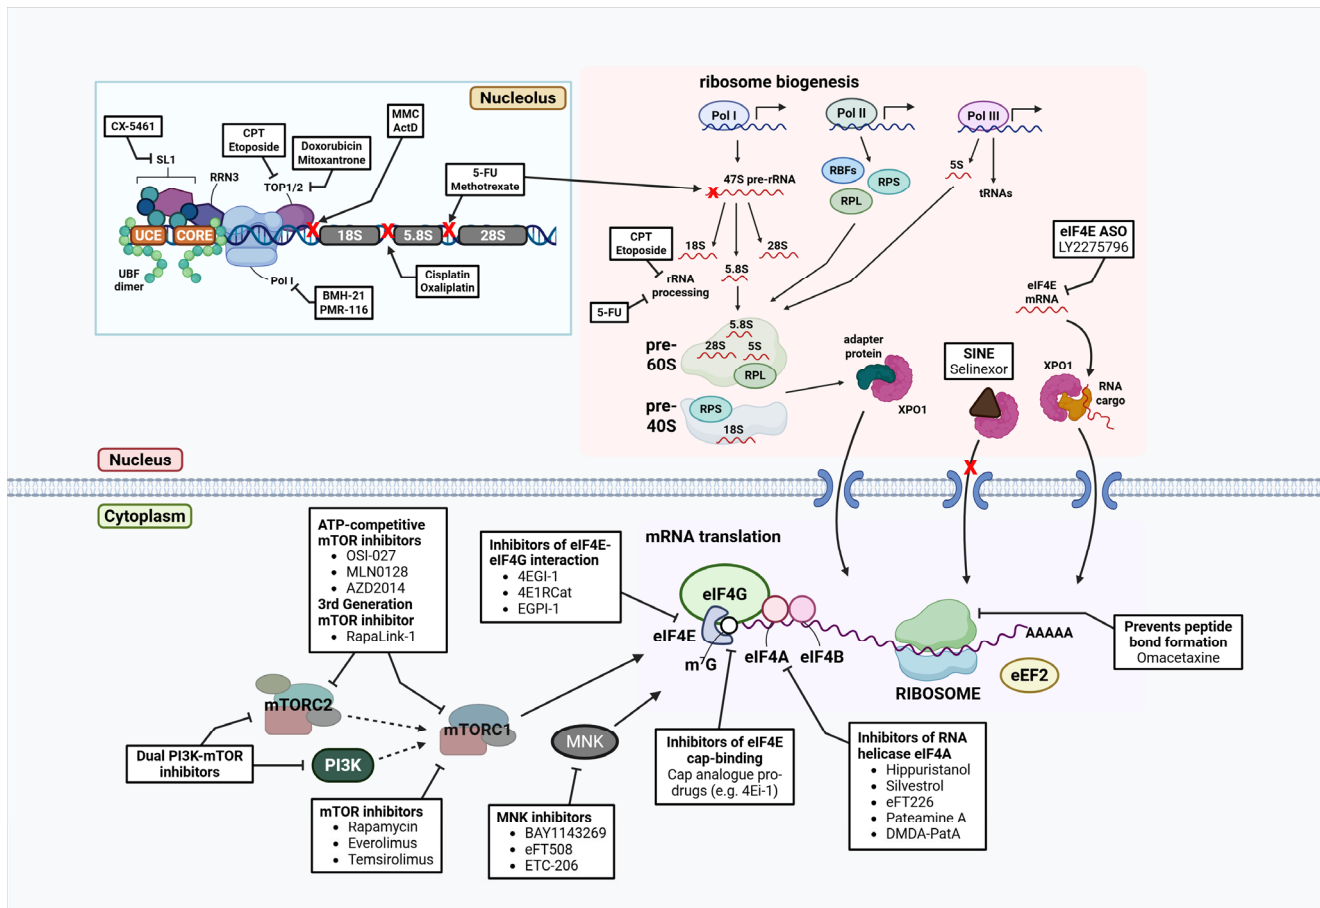 Nucleolus
CX-5461
SL1
RRN3
CPT
Etoposide
Doxorubicin
Mitoxantrone
TOP1/2
MMC
ActD
5-FU
Methotrexate
UCE
CORE
18S
5.8S
28S
UBF
dimer
Pol I
BMH-21
PMR-116
Cisplatin
Oxaliplatin
ribosome biogenesis
Pol I
Pol II
Pol III
47S pre-rRNA
RBFs
RPS
RPL
5S
tRNAs
18S
28S
5.8S
CPT
Etoposide
rRNA
processing
5-FU
eIF4E ASO
LY2275796
eIF4E
mRNA
pre-
60S
5.8S
28S
5S
RPL
pre-
40S
RPS
18S
adapter
protein
XPO1
SINE
Selinexor
XPO1
RNA
cargo
Nucleus
Cytoplasm
ATP-competitive
mTOR inhibitors
• OSI-027
• MLN0128
• AZD2014
3rd Generation
mTOR inhibitor
• RapaLink-1
Inhibitors of eIF4E-
eIF4G interaction
• 4EGI-1
• 4E1RCat
• EGPI-1
mRNA translation
eIF4G
eIF4E
m7G
eIF4A
eIF4B
AAAAA
RIBOSOME
eEF2
Prevents peptide
bond formation
Omacetaxine
mTORC2
mTORC1
Dual PI3K-mTOR
inhibitors
PI3K
MNK
mTOR inhibitors
• Rapamycin
• Everolimus
• Temsirolimus
MNK inhibitors
• BAY1143269
• eFT508
• ETC-206
Inhibitors of eIF4E
cap-binding
Cap analogue pro-
drugs (e.g. 4Ei-1)
Inhibitors of RNA
helicase eIF4A
• Hippuristanol
• Silvestrol
• eFT226
• Pateamine A
• DMDA-PatA